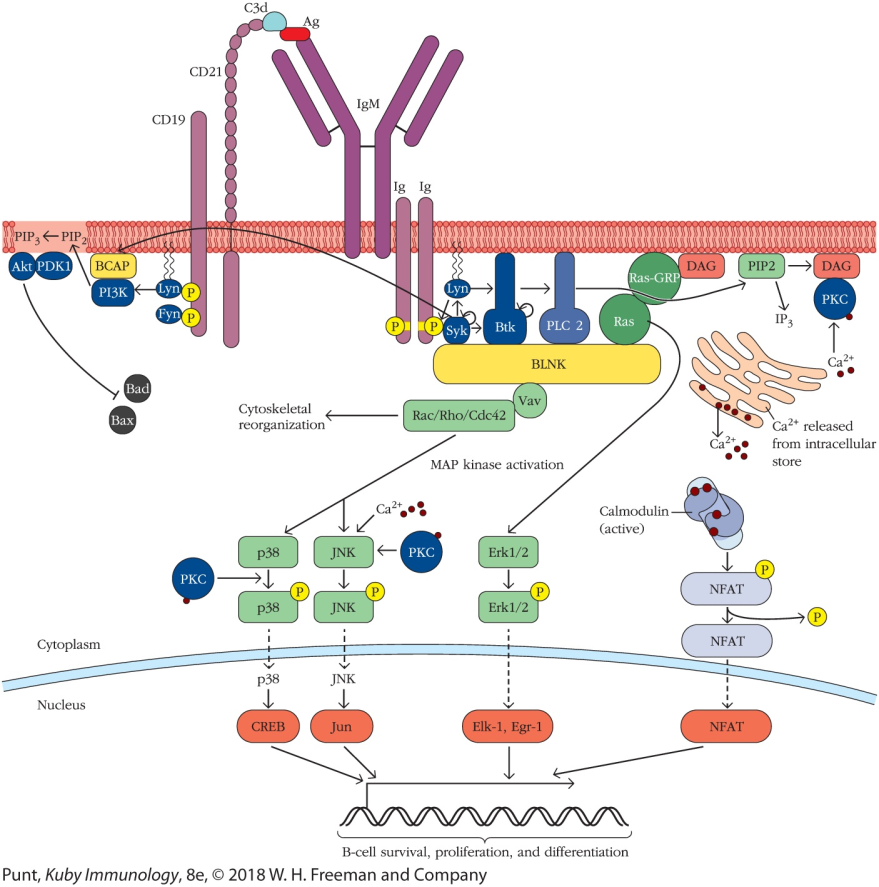 C3d
Ag
CD21
IgM
CD19
Ig
Ig
PIP3
PIP2
Akt
PDK1
BCAP
PI3K
Lyn
P
Fyn
P
P
P
Lyn
Syk
Btk
PLC 2
Ras-GRP
DAG
PIP2
DAG
PKC
IP3
Ras
BLNK
Ca2+
Bad
Bax
Vav
Rac/Rho/Cdc42
Cytoskeletal
reorganization
Ca2+ released
from intracellular
store
Ca2+
MAP kinase activation
Calmodulin
(active)
Ca2+
p38
JNK
PKC
Erk1/2
PKC
P
NFAT
P
p38
P
JNK
P
Erk1/2
P
NFAT
Cytoplasm
p38
JNK
Nucleus
CREB
Jun
Elk-1, Egr-1
NFAT
B-cell survival, proliferation, and differentiation
Punt, Kuby Immunology, 8e, © 2018 W. H. Freeman and Company